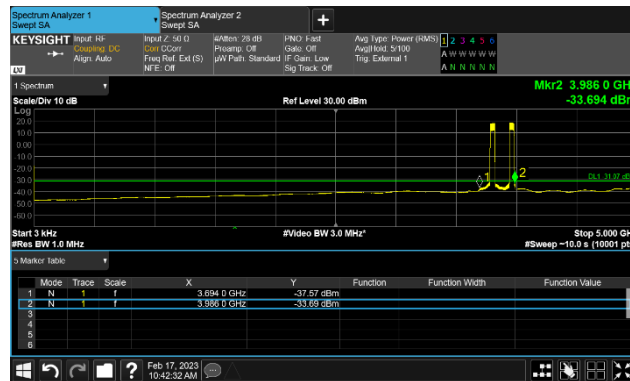 Spectrum Analyzer 1
Swept SA
Spectrum Analyzer 2
Swept SA
+
KEYSIGHT
Input: RF
Coupling: DC
Align: Auto
Input Z: 50 Ω
Corr CCorr
Freq Ref: Ext (S)
NFE: Off
#Atten: 28 dB
Preamp: Off
µW Path: Standard
PNO: Fast
Gate: Off
IF Gain: Low
Sig Track: Off
Avg Type: Power (RMS)
Avg|Hold: 5/100
Trig: External 1
1 2 3 4 5 6
A W W W W W
A N N N N N
LXI
1 Spectrum
Scale/Div 10 dB
Ref Level 30.00 dBm
Mkr2 3.986 0 GHz
-33.694 dBm
Log
20.0
10.0
0.00
-10.0
-20.0
-30.0
-40.0
-50.0
-60.0
1
2
DL1 -31.07 dB
Start 3 kHz
#Video BW 3.0 MHz*
Stop 5.000 GH
#Res BW 1.0 MHz
#Sweep ~10.0 s (10001 pts
5 Marker Table
Mode Trace Scale X Y Function Function Width Function Value
1 N 1 f 3.694 0 GHz -37.57 dBm
2 N 1 f 3.986 0 GHz -33.69 dBm
3
4
5
6
?
Feb 17, 2023
10:42:32 AM